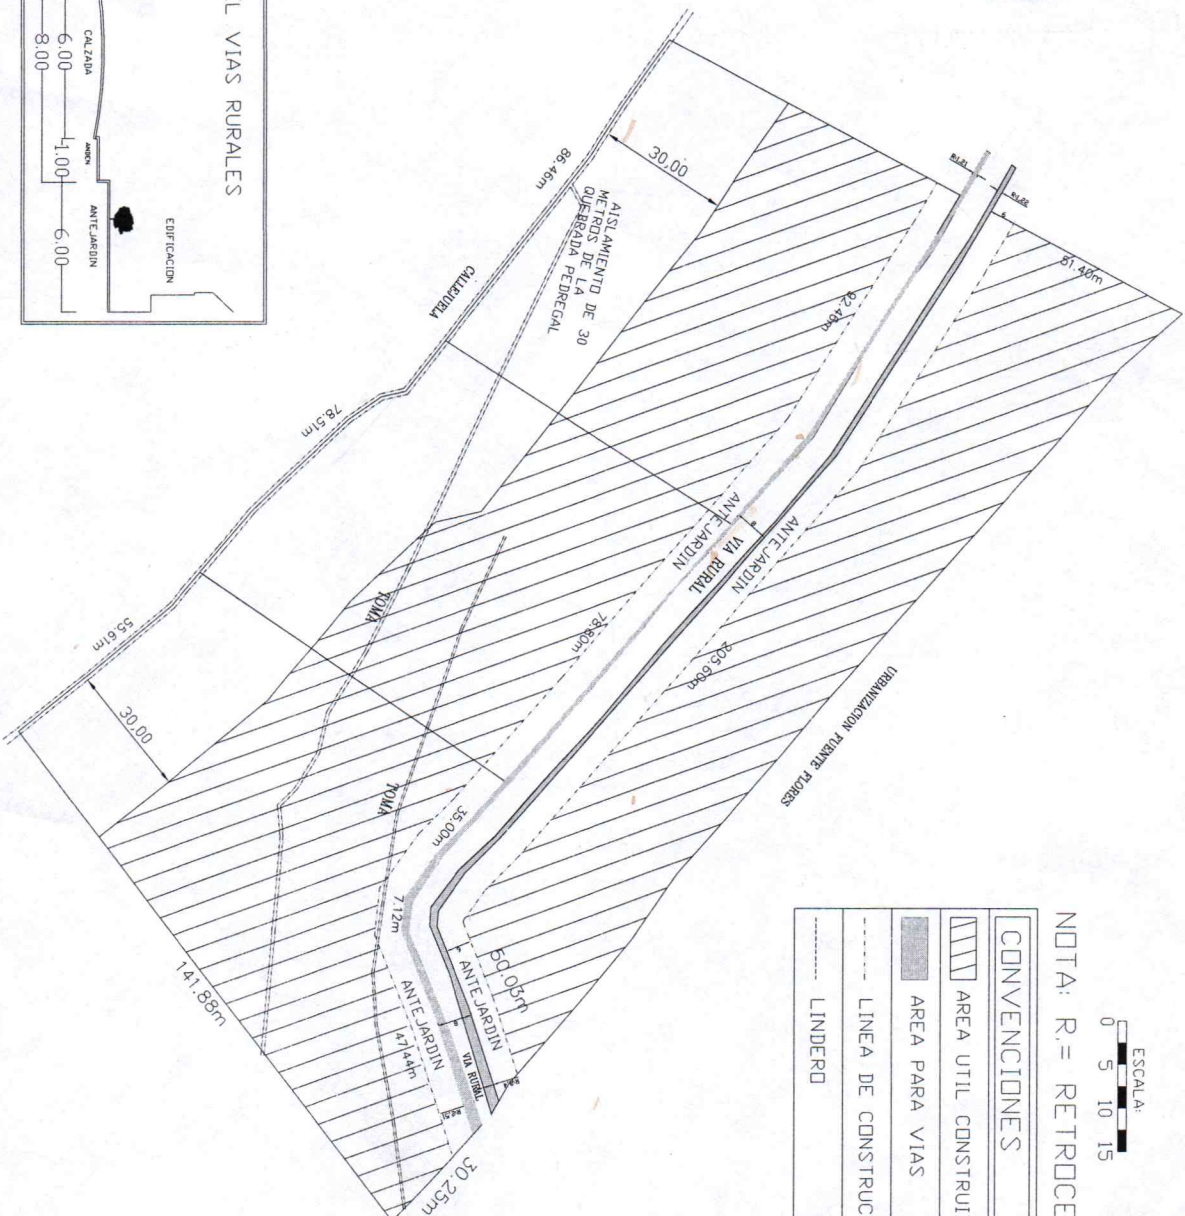 L VIAS RURALES
CALZADA
6.00
8.00
ANDEN
1.00
ANTEJARDIN
6.00
EDIFICACION
30.00
86.46m
AISLAMIENTO DE 30
METROS DE LA
QUEBRADA PEDREGAL
CALLEJUELA
78.51m
55.61m
30.00
TOMA
TOMA
51.40m
92.46m
ANTEJARDIN
VIA RURAL
ANTEJARDIN
78.80m
205.60m
URBANIZACION FUENTE FLORES
35.00m
7.12m
50.03m
ANTEJARDIN
VIA RURAL
ANTEJARDIN
47.44m
30.25m
141.88m
ESCALA:
0 5 10 15
NOTA: R.= RETROCE
CONVENCIONES
AREA UTIL CONSTRUI
AREA PARA VIAS
LINEA DE CONSTRUC
LINDERO